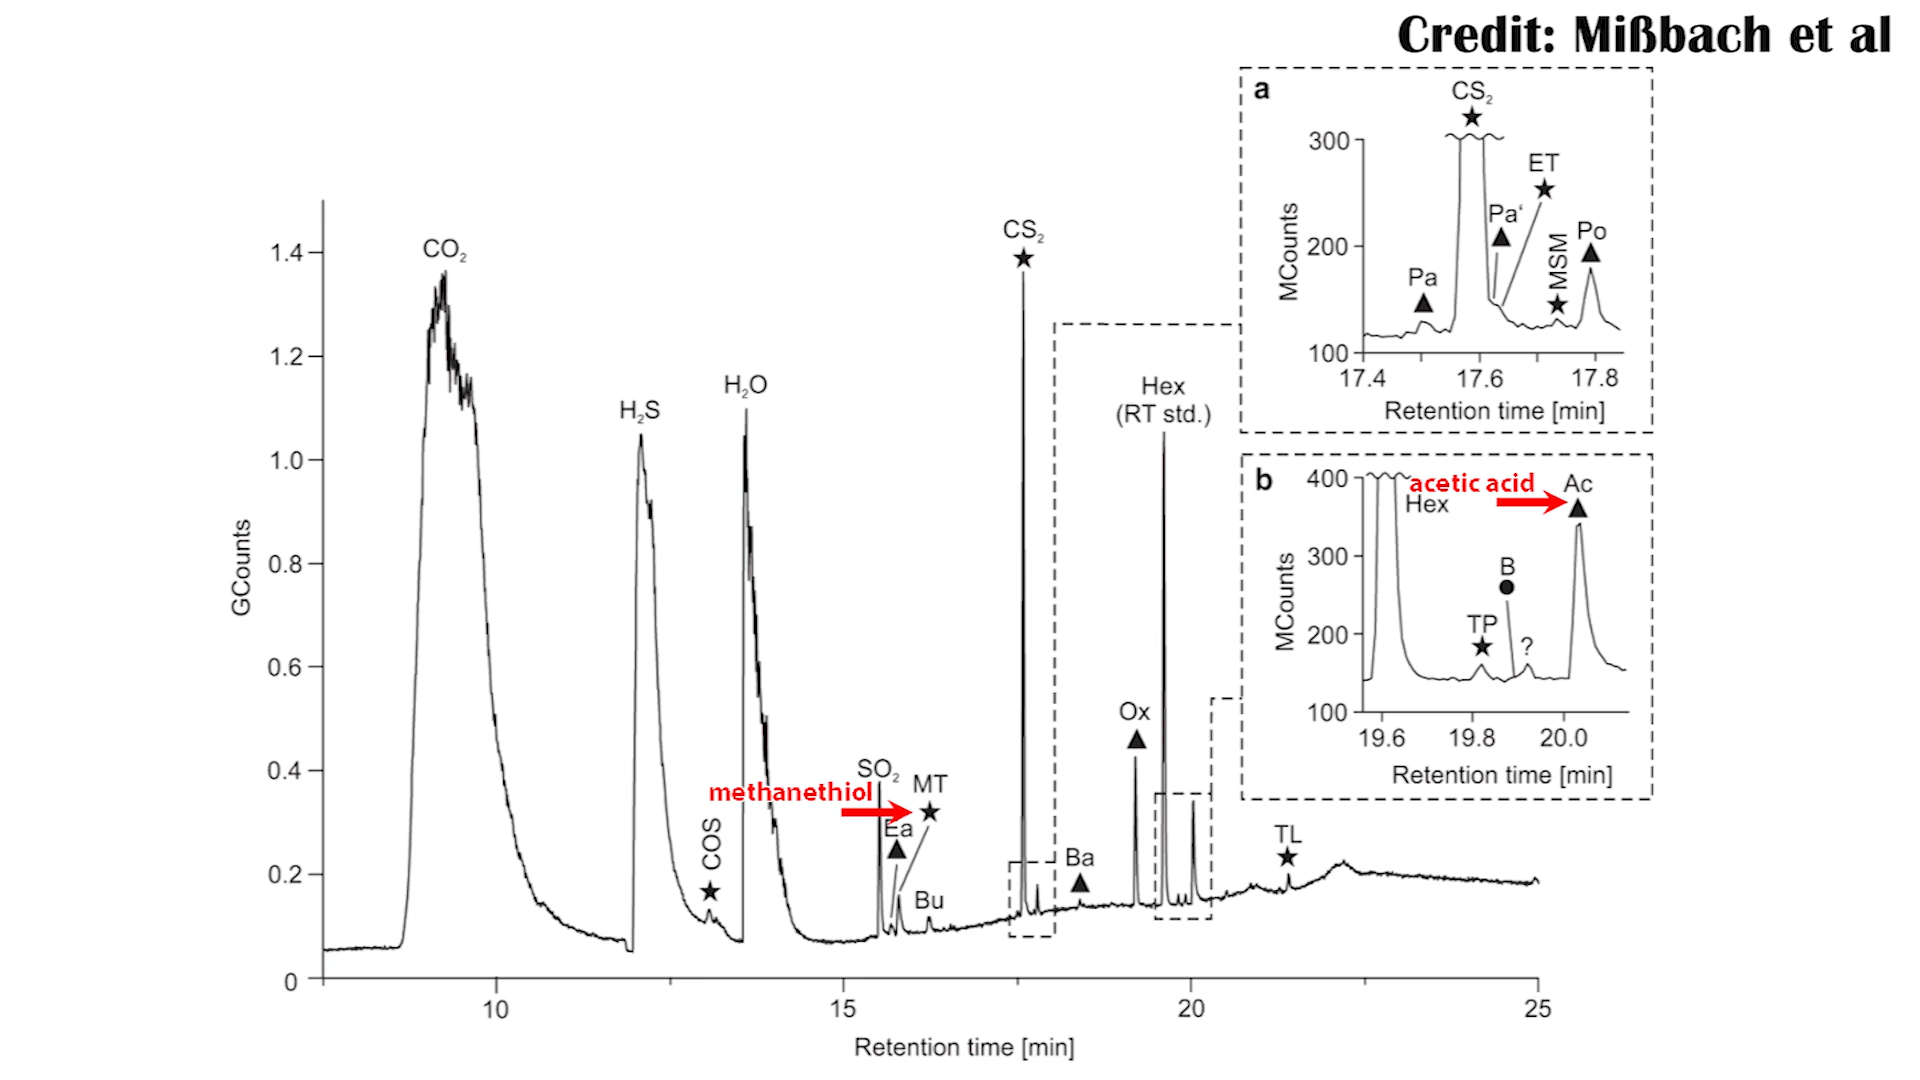 Credit: Mißbach et al
a
CS2
300
ET
Pa‘
MCounts
200
MSM
Po
Pa
100
17.4
17.6
17.8
Retention time [min]
b
400
acetic acid
Ac
Hex
MCounts
300
B
200
TP
?
100
19.6
19.8
20.0
Retention time [min]
GCounts
1.4
1.2
1.0
0.8
0.6
0.4
0.2
0
CO2
H2S
COS
H2O
SO2
methanethiol
MT
Ea
Bu
CS2
Ba
Ox
Hex
(RT std.)
TL
10
15
20
25
Retention time [min]